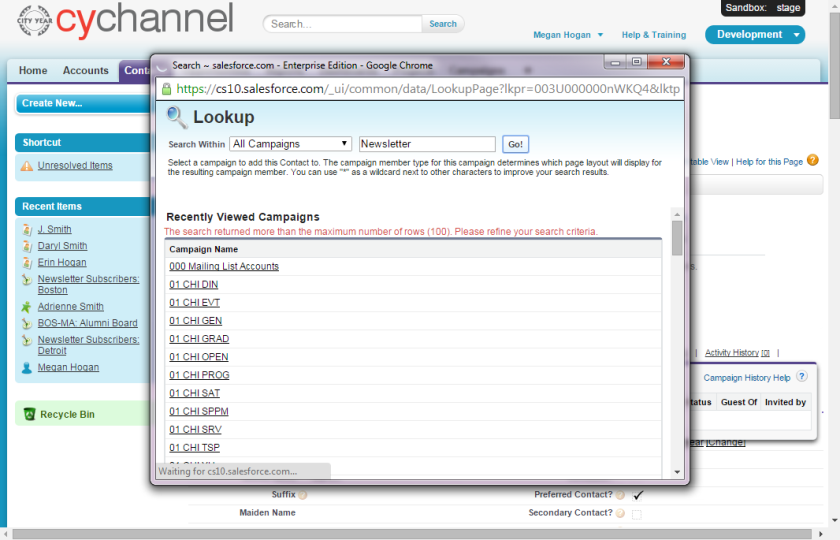 CITY YEAR
cychannel
Search...
Search
Sandbox: stage
Megan Hogan
Help & Training
Development
Home
Accounts
Conta
Create New...
Shortcut
Unresolved Items
Recent Items
J. Smith
Daryl Smith
Erin Hogan
Newsletter Subscribers:
Boston
Adrienne Smith
BOS-MA: Alumni Board
Newsletter Subscribers:
Detroit
Megan Hogan
Recycle Bin
Search ~ salesforce.com - Enterprise Edition - Google Chrome
https://cs10.salesforce.com/_ui/common/data/LookupPage?lkpr=003U000000nWKQ4&lktp
Lookup
Search Within
All Campaigns
Newsletter
Go!
Select a campaign to add this Contact to. The campaign member type for this campaign determines which page layout will display for
the resulting campaign member. You can use "*" as a wildcard next to other characters to improve your search results.
Recently Viewed Campaigns
The search returned more than the maximum number of rows (100). Please refine your search criteria.
Campaign Name
000 Mailing List Accounts
01 CHI DIN
01 CHI EVT
01 CHI GEN
01 CHI GRAD
01 CHI OPEN
01 CHI PROG
01 CHI SAT
01 CHI SPPM
01 CHI SRV
01 CHI TSP
Waiting for cs10.salesforce.com...
table View | Help for this Page
s.
| Activity History [0] |
Campaign History Help
tatus
Guest Of
Invited by
ear [Change]
Suffix
Preferred Contact?
Maiden Name
Secondary Contact?